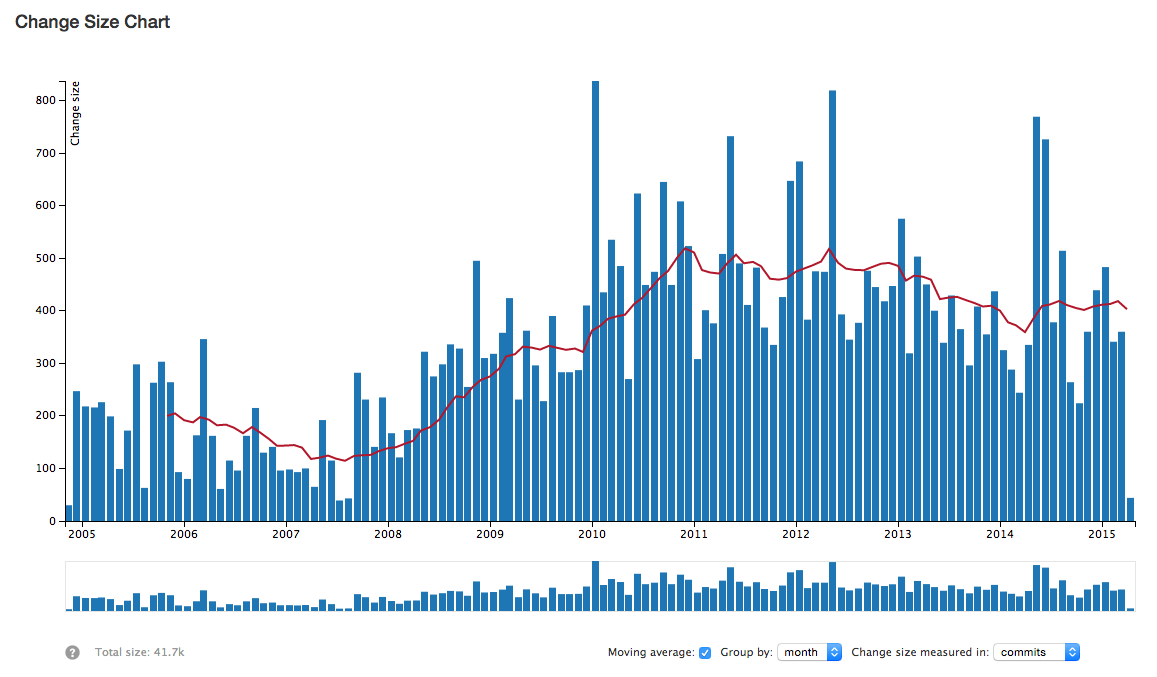 Change Size Chart
Change size
800
700
600
500
400
300
200
100
0
2005 2006 2007 2008 2009 2010 2011 2012 2013 2014 2015
? Total size: 41.7k Moving average: Group by: month Change size measured in: commits